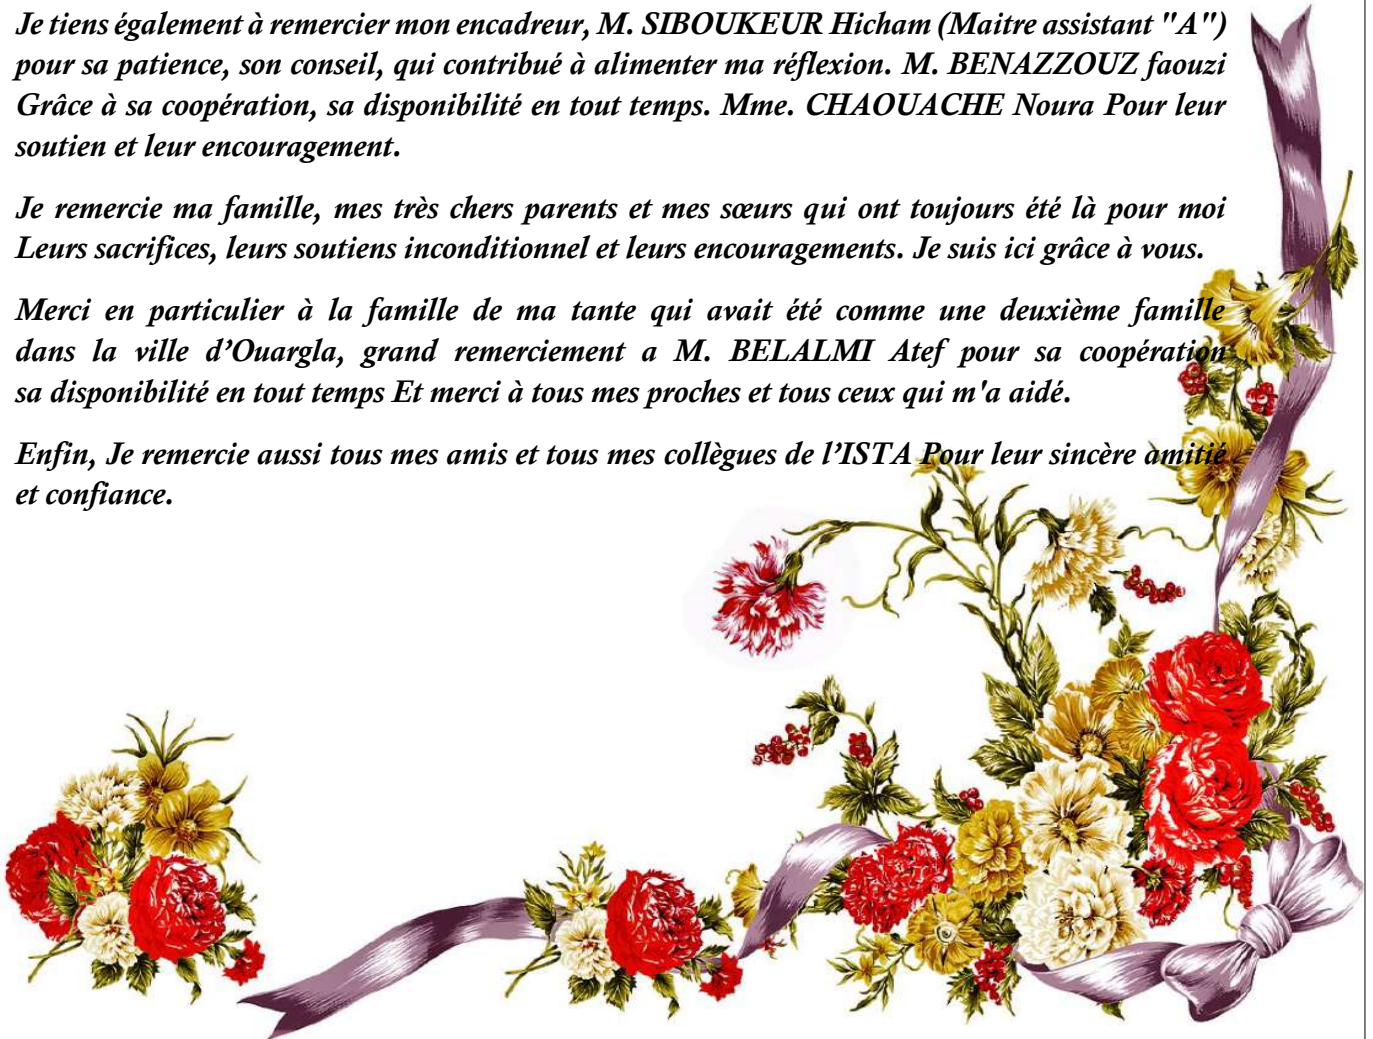 Je tiens également à remercier mon encadreur, M. SIBOUKEUR Hicham (Maitre assistant "A")
pour sa patience, son conseil, qui contribué à alimenter ma réflexion. M. BENAZZOUZ faouzi
Grâce à sa coopération, sa disponibilité en tout temps. Mme. CHAOUACHE Noura Pour leur
soutien et leur encouragement.
Je remercie ma famille, mes très chers parents et mes sœurs qui ont toujours été là pour moi
Leurs sacrifices, leurs soutiens inconditionnel et leurs encouragements. Je suis ici grâce à vous.
Merci en particulier à la famille de ma tante qui avait été comme une deuxième famille
dans la ville d’Ouargla, grand remerciement a M. BELALMI Atef pour sa coopération
sa disponibilité en tout temps Et merci à tous mes proches et tous ceux qui m'a aidé.
Enfin, Je remercie aussi tous mes amis et tous mes collègues de l’ISTA Pour leur sincère amitié
et confiance.